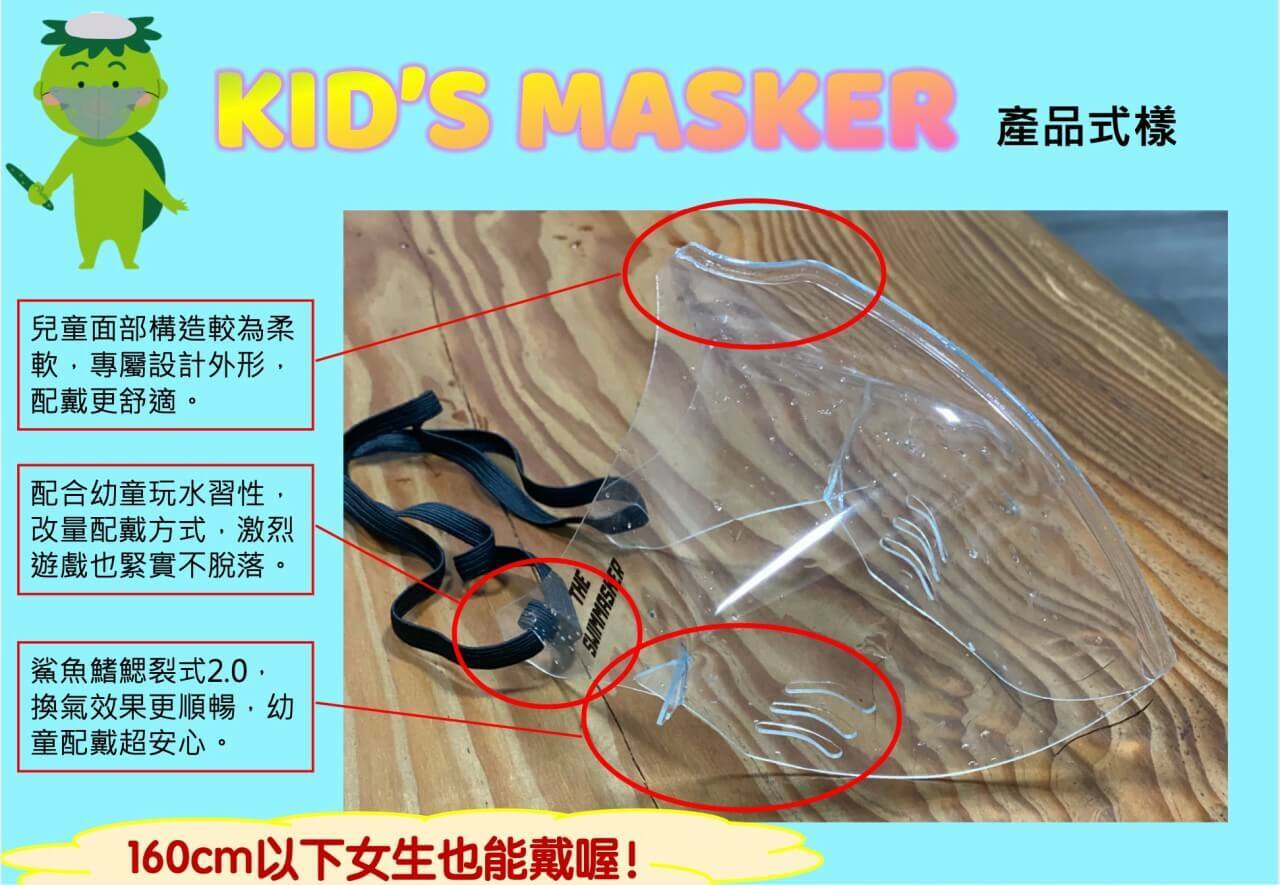 KID'S MASKER 產品式樣
兒童面部構造較為柔
軟，專屬設計外形，
配戴更舒適。
配合幼童玩水習性，
改量配戴方式，激烈
遊戲也緊實不脫落。
THE
SWIMMASKER
鯊魚鰭鰓裂式2.0，
換氣效果更順暢，幼
童配戴超安心。
160cm以下女生也能戴喔!